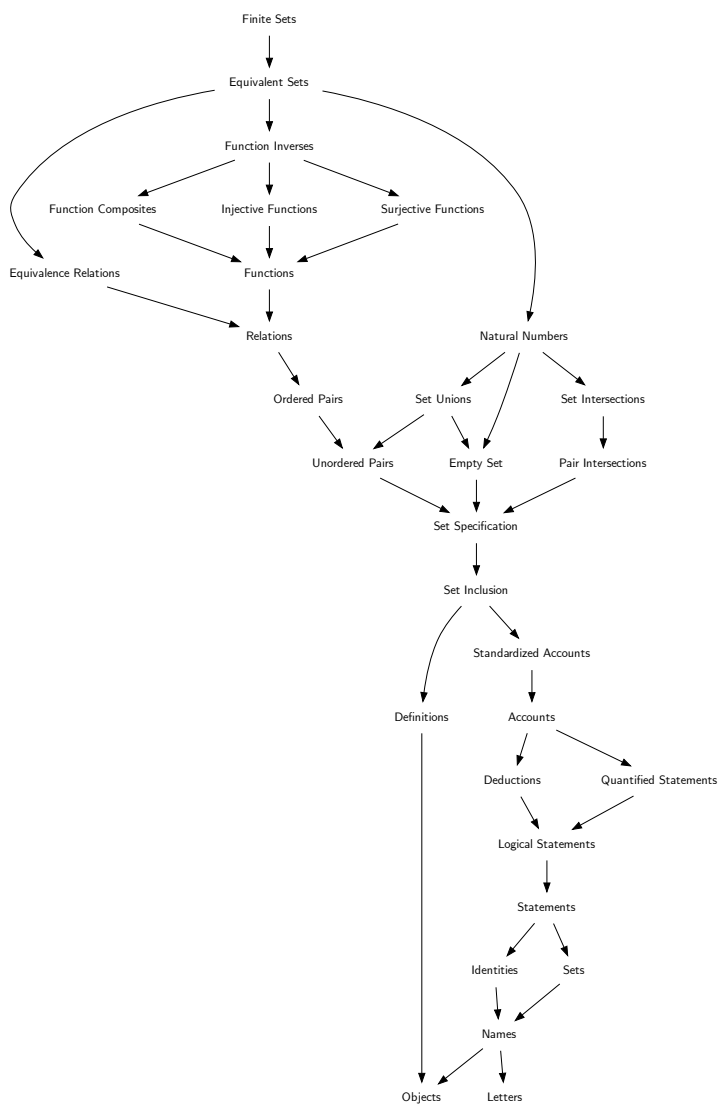 Finite Sets
Equivalent Sets
Function Inverses
Function Composites
Injective Functions
Surjective Functions
Equivalence Relations
Functions
Relations
Natural Numbers
Ordered Pairs
Set Unions
Set Intersections
Unordered Pairs
Empty Set
Pair Intersections
Set Specification
Set Inclusion
Standardized Accounts
Definitions
Accounts
Deductions
Quantified Statements
Logical Statements
Statements
Identities
Sets
Names
Objects
Letters